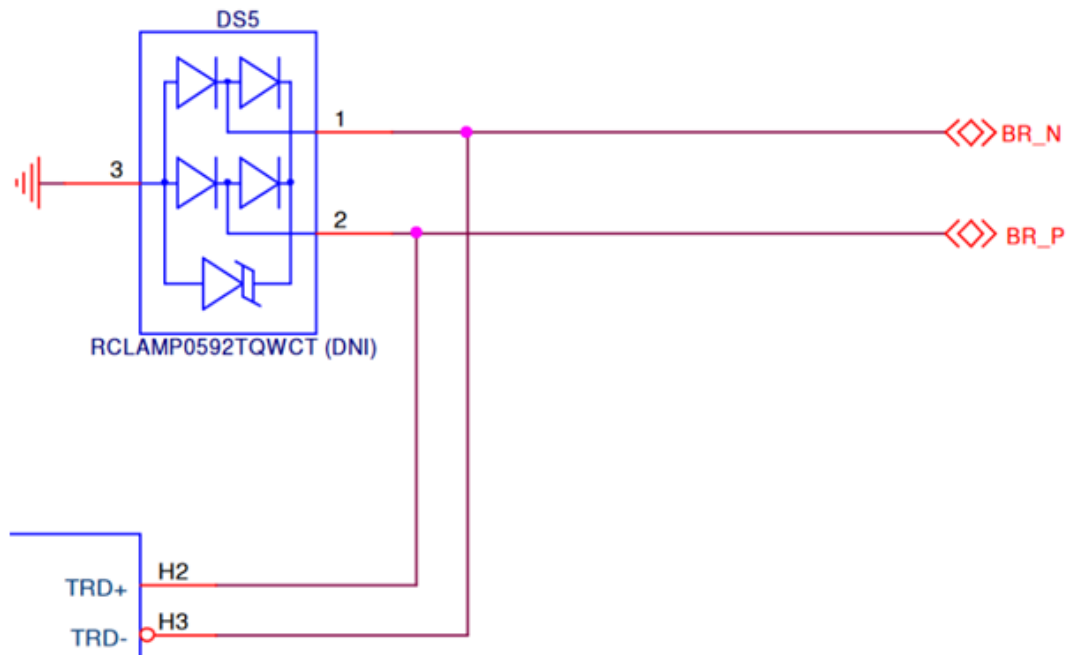 DS5
1
BR_N
3
2
BR_P
RCLAMP0592TQWCT (DNI)
H2
TRD+
H3
TRD-